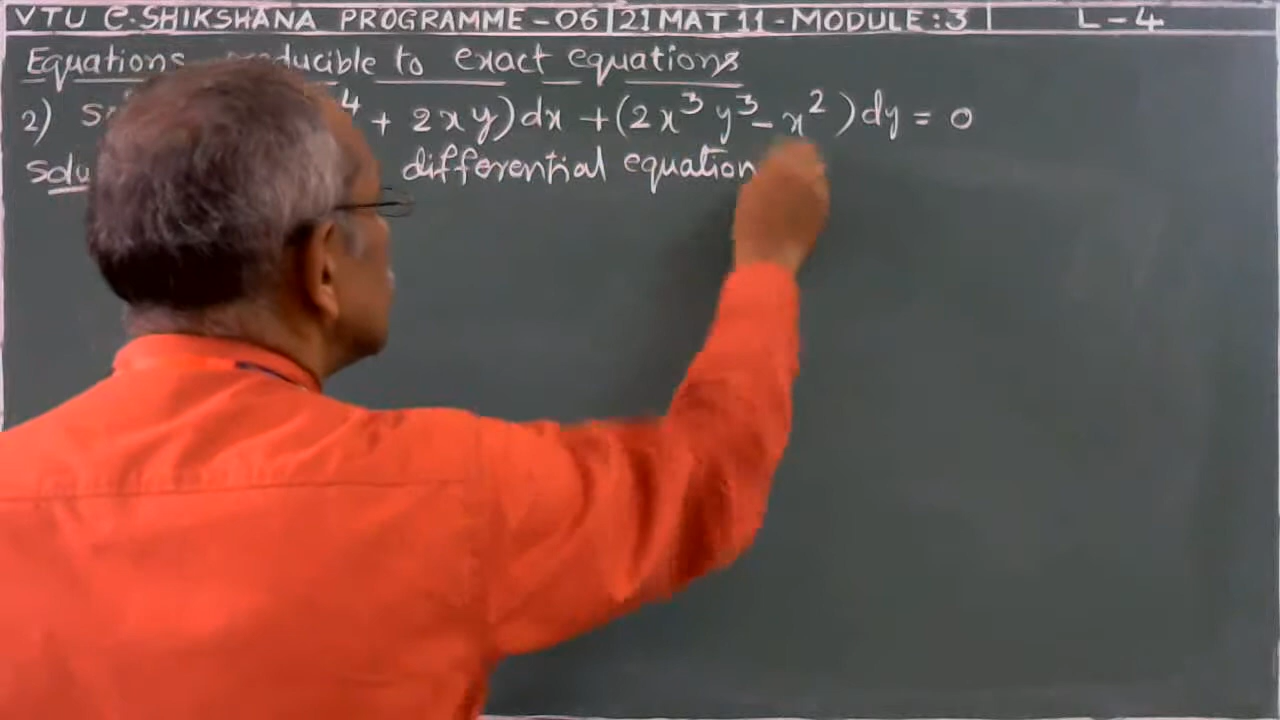 VTU e-SHIKSHANA PROGRAMME - 06 | 21MAT11 - MODULE : 3 | L - 4
Equations to exact equations
2) 4 + 2xy)dx + (2x³y³ - x²)dy = 0
differential equation